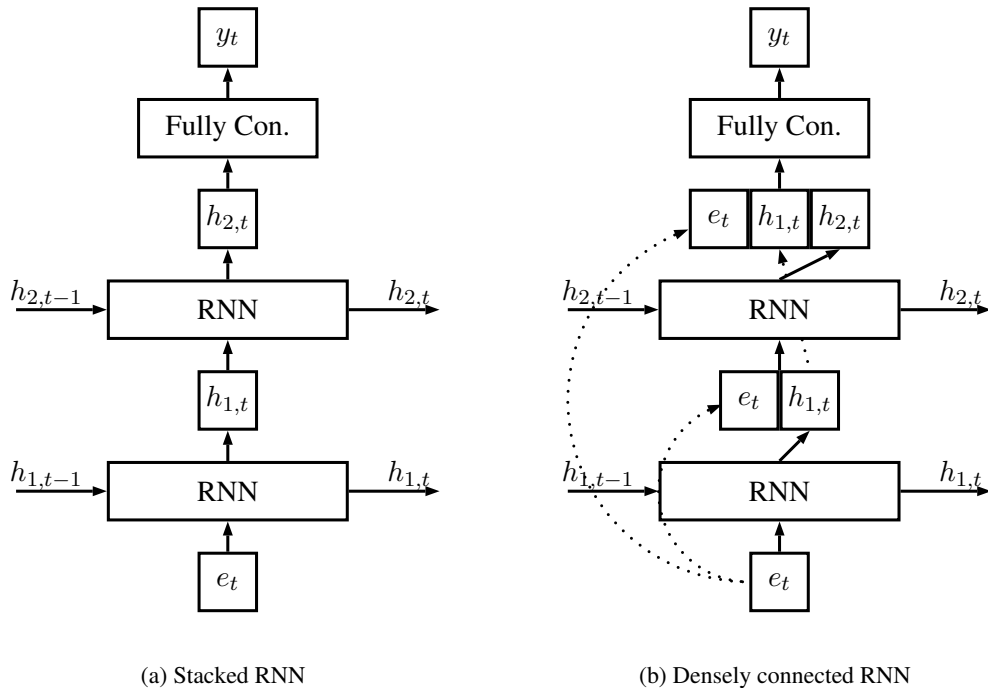 y_t
Fully Con.
h_{2,t}
h_{2,t−1}
RNN
h_{2,t}
h_{1,t}
h_{1,t−1}
RNN
h_{1,t}
e_t
(a) Stacked RNN
y_t
Fully Con.
e_t h_{1,t} h_{2,t}
h_{2,t−1}
RNN
h_{2,t}
e_t h_{1,t}
h_{1,t−1}
RNN
h_{1,t}
e_t
(b) Densely connected RNN